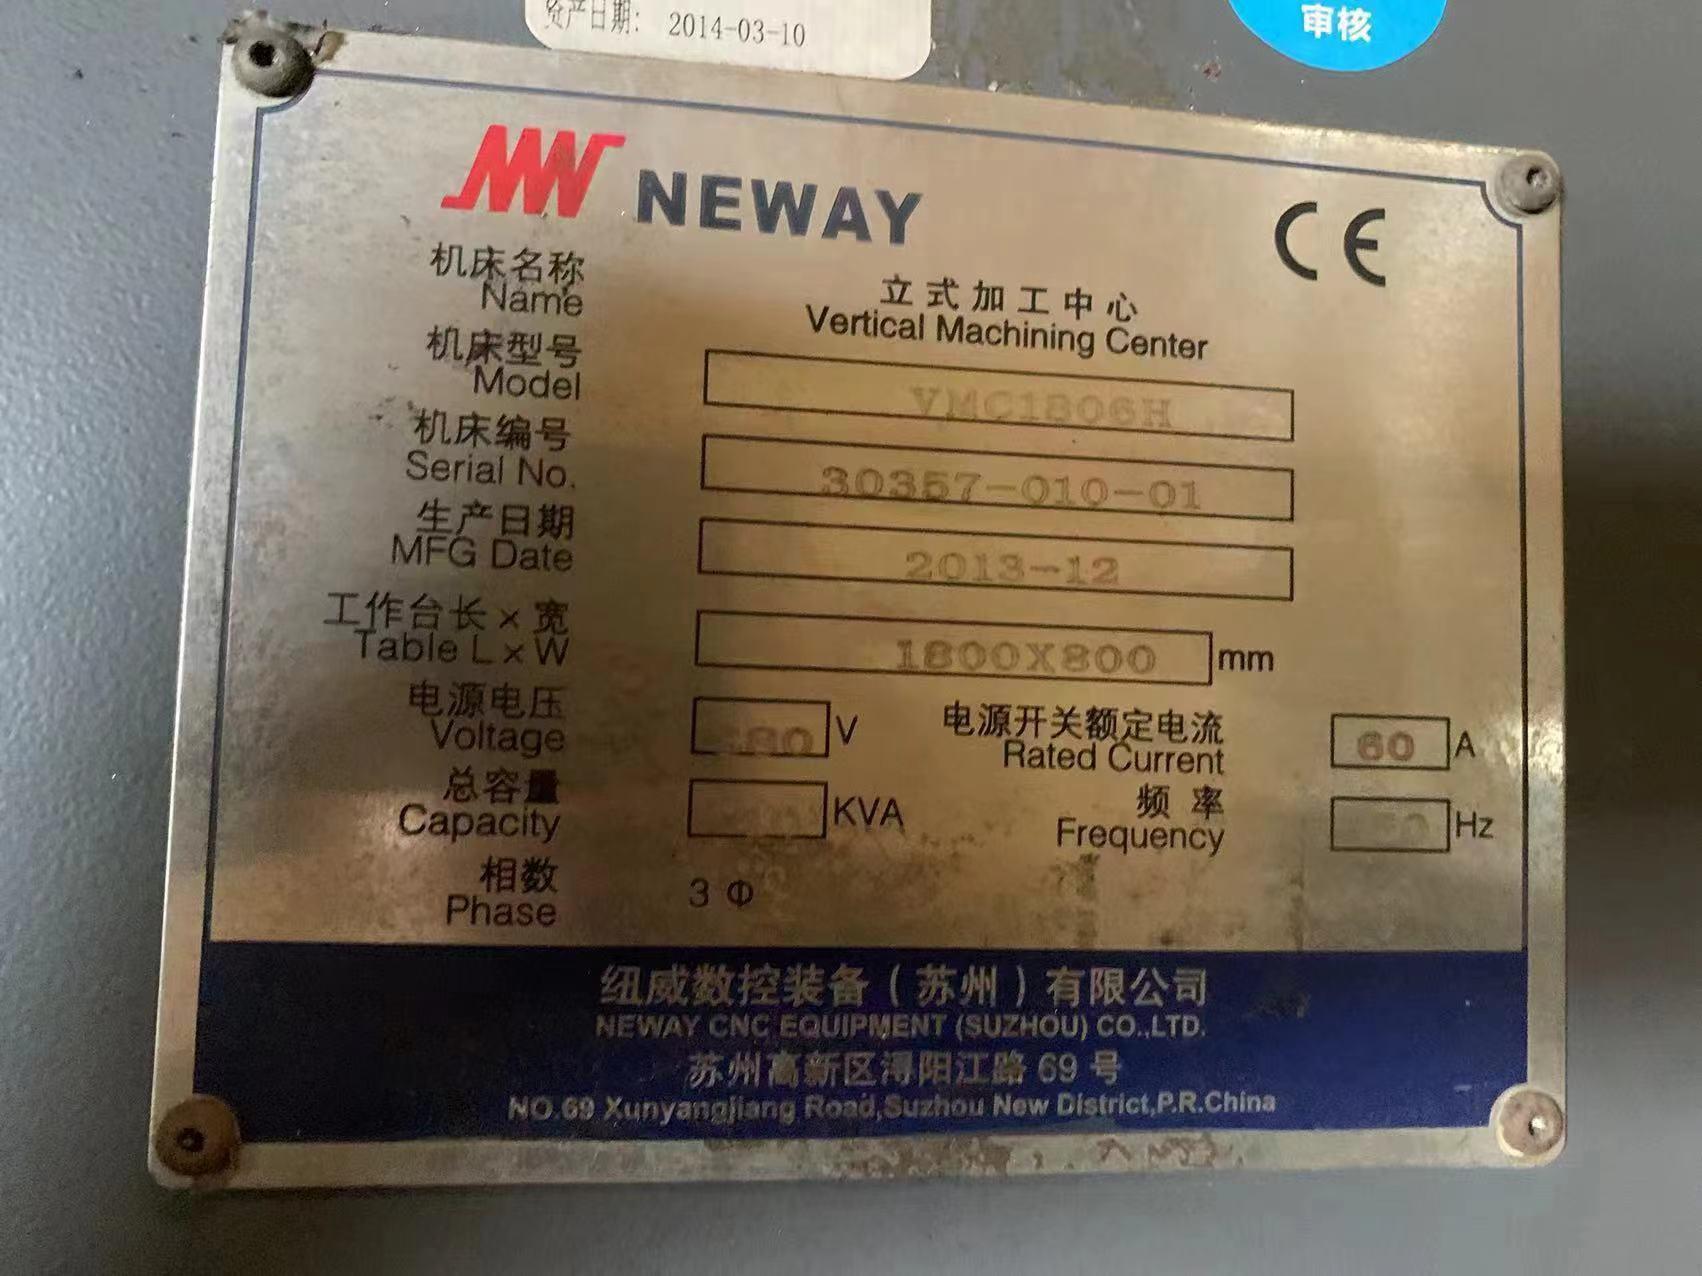 资产日期: 2014-03-10
审核
NEWAY
CE
机床名称
Name
立式加工中心
Vertical Machining Center
机床型号
Model
VMC1806H
机床编号
Serial No.
30357-010-01
生产日期
MFG Date
2013-12
工作台长×宽
Table L×W
1800X800 mm
电源电压
Voltage
380 V
电源开关额定电流
Rated Current
60 A
总容量
Capacity
KVA
频率
Frequency
50 Hz
相数
Phase
3 Φ
纽威数控装备(苏州)有限公司
NEWAY CNC EQUIPMENT (SUZHOU) CO.,LTD.
苏州高新区浔阳江路 69 号
NO.69 Xunyangjiang Road,Suzhou New District,P.R.China